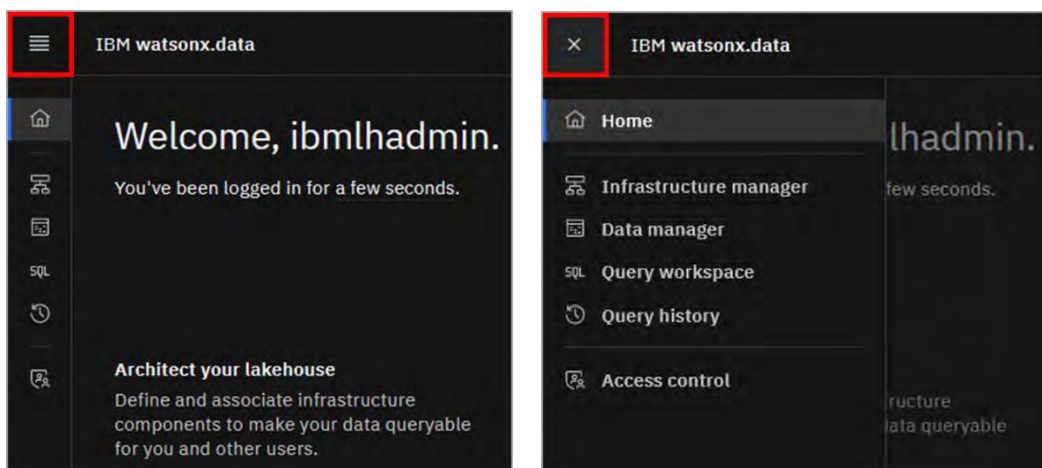 IBM watsonx.data
Welcome, ibmlhadmin.
You've been logged in for a few seconds.
SQL
Architect your lakehouse
Define and associate infrastructure
components to make your data queryable
for you and other users.
IBM watsonx.data
Home
lhadmin.
Infrastructure manager
few seconds.
Data manager
SQL Query workspace
Query history
Access control
ructure
data queryable